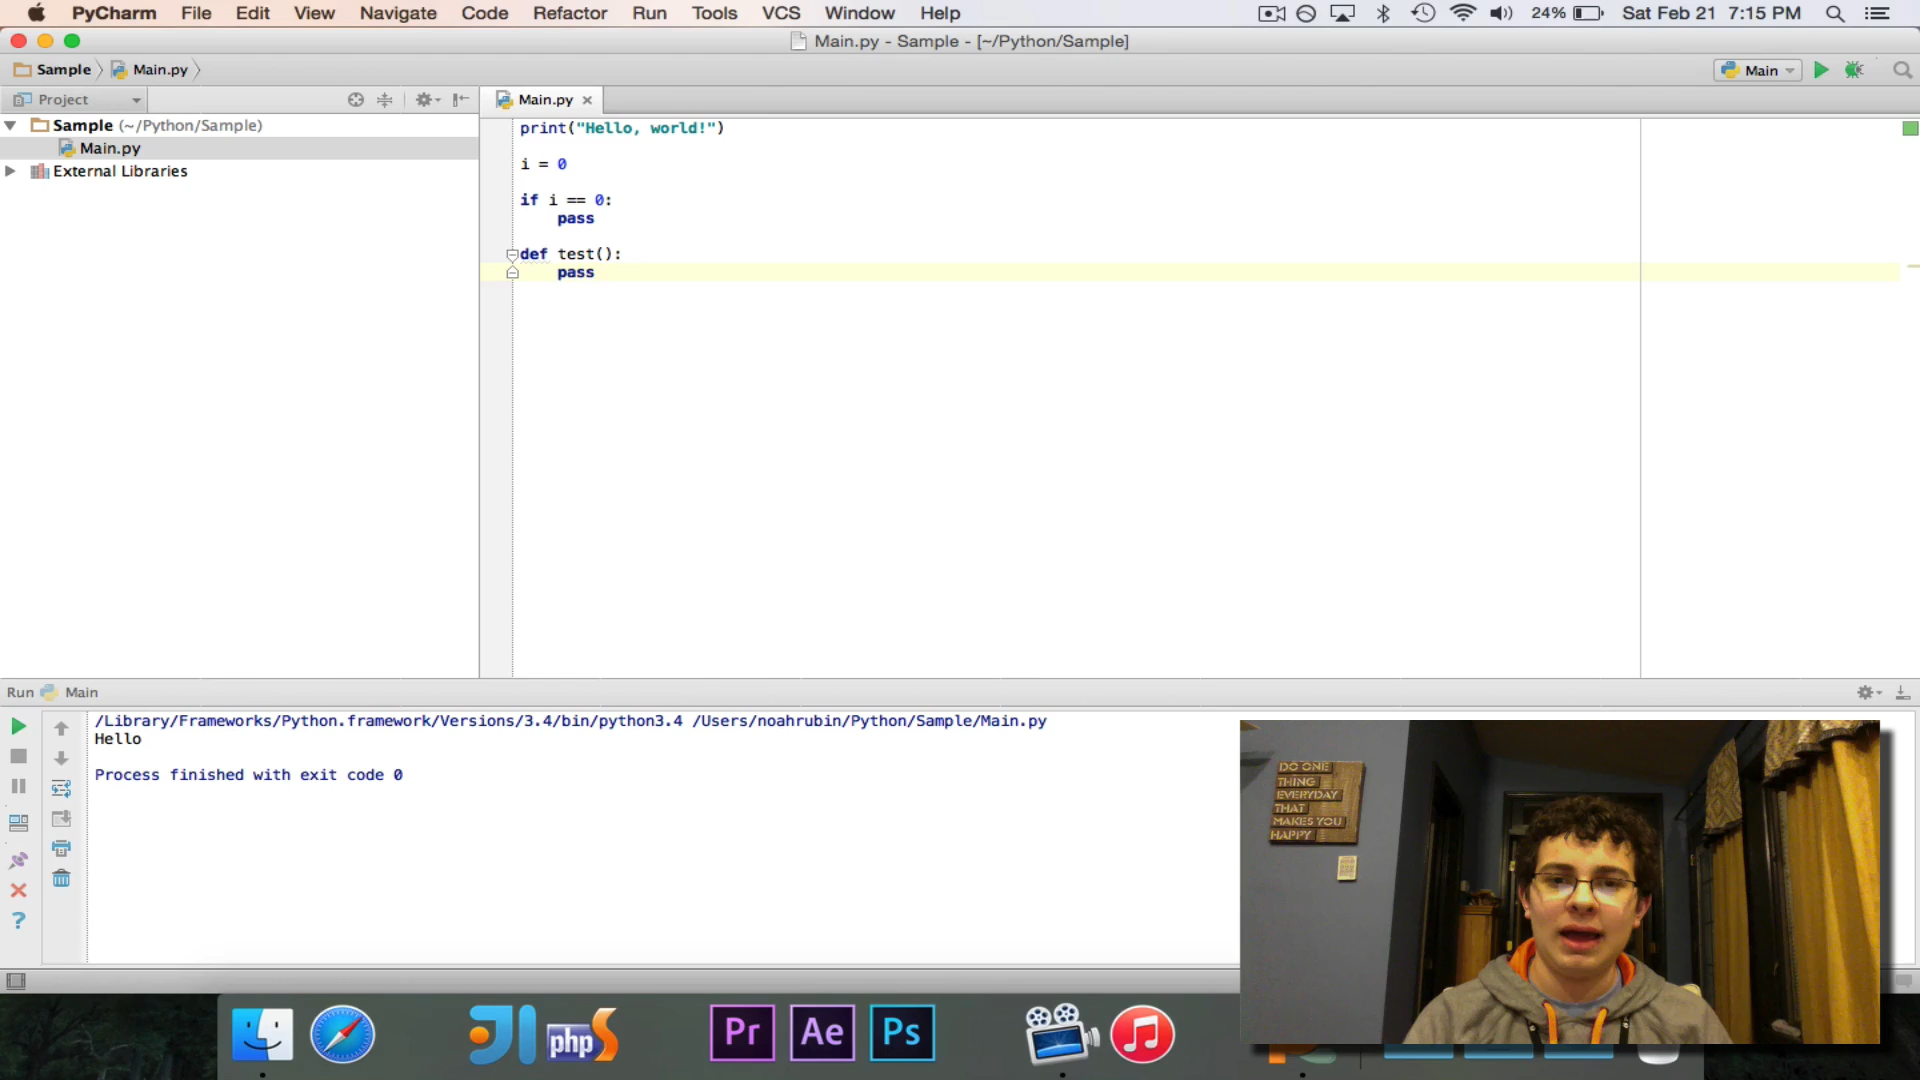 PyCharm File Edit View Navigate Code Refactor Run Tools VCS Window Help 24% Sat Feb 21 7:15 PM
Main.py - Sample - [~/Python/Sample]
Sample Main.py Main
Project Main.py
Sample (~/Python/Sample)
Main.py
External Libraries
print("Hello, world!")
i = 0
if i == 0:
pass
def test():
pass
Run Main
/Library/Frameworks/Python.framework/Versions/3.4/bin/python3.4 /Users/noahrubin/Python/Sample/Main.py
Hello
Process finished with exit code 0
DO ONE
THING
EVERYDAY
THAT
MAKES YOU
HAPPY
JI phpS Pr Ae Ps